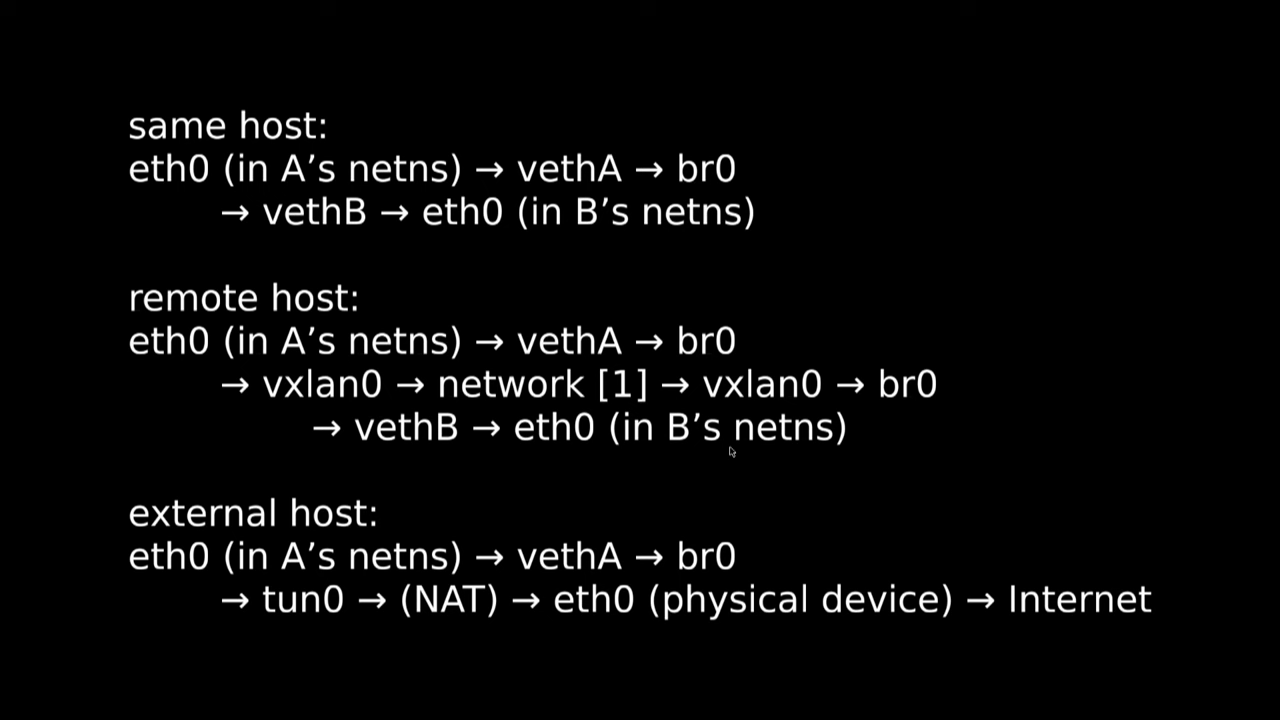 same host:
eth0 (in A’s netns) → vethA → br0
→ vethB → eth0 (in B’s netns)
remote host:
eth0 (in A’s netns) → vethA → br0
→ vxlan0 → network [1] → vxlan0 → br0
→ vethB → eth0 (in B’s netns)
external host:
eth0 (in A’s netns) → vethA → br0
→ tun0 → (NAT) → eth0 (physical device) → Internet